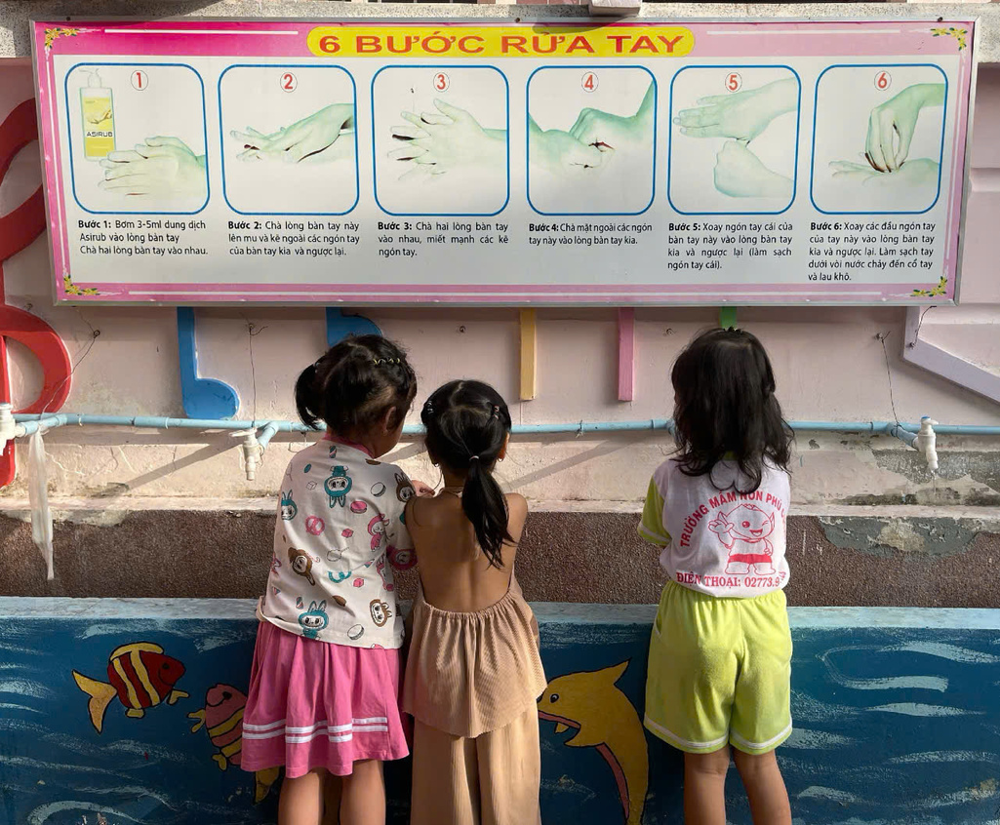 6 BƯỚC RỬA TAY
1
2
3
4
5
6
ASIRUB
Bước 1: Bơm 3-5ml dung dịch
Asirub vào lòng bàn tay
Chà hai lòng bàn tay vào nhau.
Bước 2: Chà lòng bàn tay này
lên mu và kẽ ngoài các ngón tay
của bàn tay kia và ngược lại.
Bước 3: Chà hai lòng bàn tay
vào nhau, miết mạnh các kẽ
ngón tay.
Bước 4: Chà mặt ngoài các ngón
tay này vào lòng bàn tay kia.
Bước 5: Xoay ngón tay cái của
bàn tay này vào lòng bàn tay
kia và ngược lại (làm sạch
ngón tay cái).
Bước 6: Xoay các đầu ngón tay
của tay này vào lòng bàn tay
kia và ngược lại. Làm sạch tay
dưới vòi nước chảy đến cổ tay
và lau khô.
TRƯỜNG MẦM NON PHÚ
ĐIỆN THOẠI: 02773.9